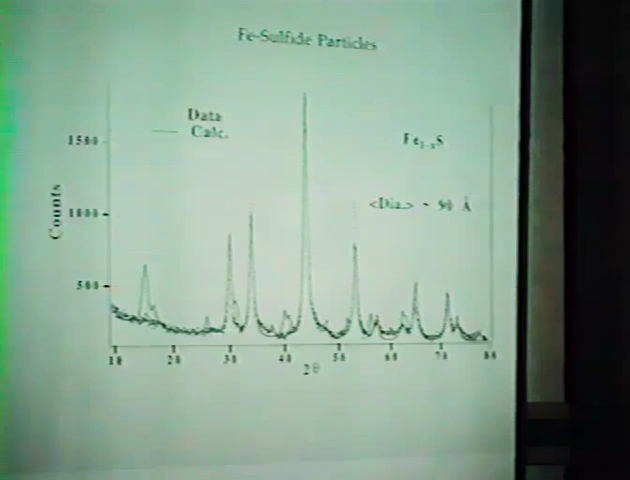 Fe-Sulfide Particles
Data
Calc.
Fe1-xS
<Dia.> ~ 90 Å
Counts
1500
1000
500
10 20 30 40 50 60 70 80
2θ